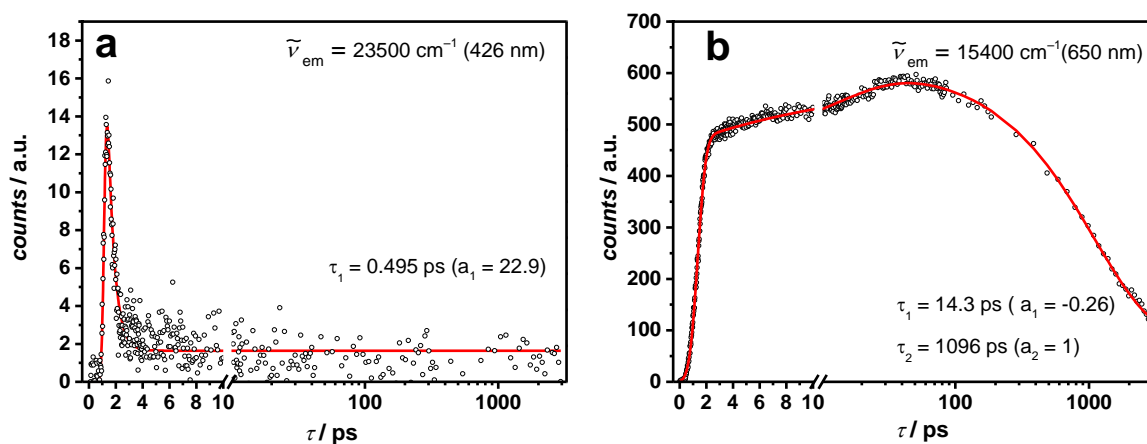 a
ν̃em = 23500 cm⁻¹ (426 nm)
τ1 = 0.495 ps (a1 = 22.9)
counts / a.u.
18
16
14
12
10
8
6
4
2
0
0 2 4 6 8 10 100 1000
τ / ps
b
ν̃em = 15400 cm⁻¹(650 nm)
τ1 = 14.3 ps ( a1 = -0.26)
τ2 = 1096 ps (a2 = 1)
counts / a.u.
700
600
500
400
300
200
100
0
0 2 4 6 8 10 100 1000
τ / ps